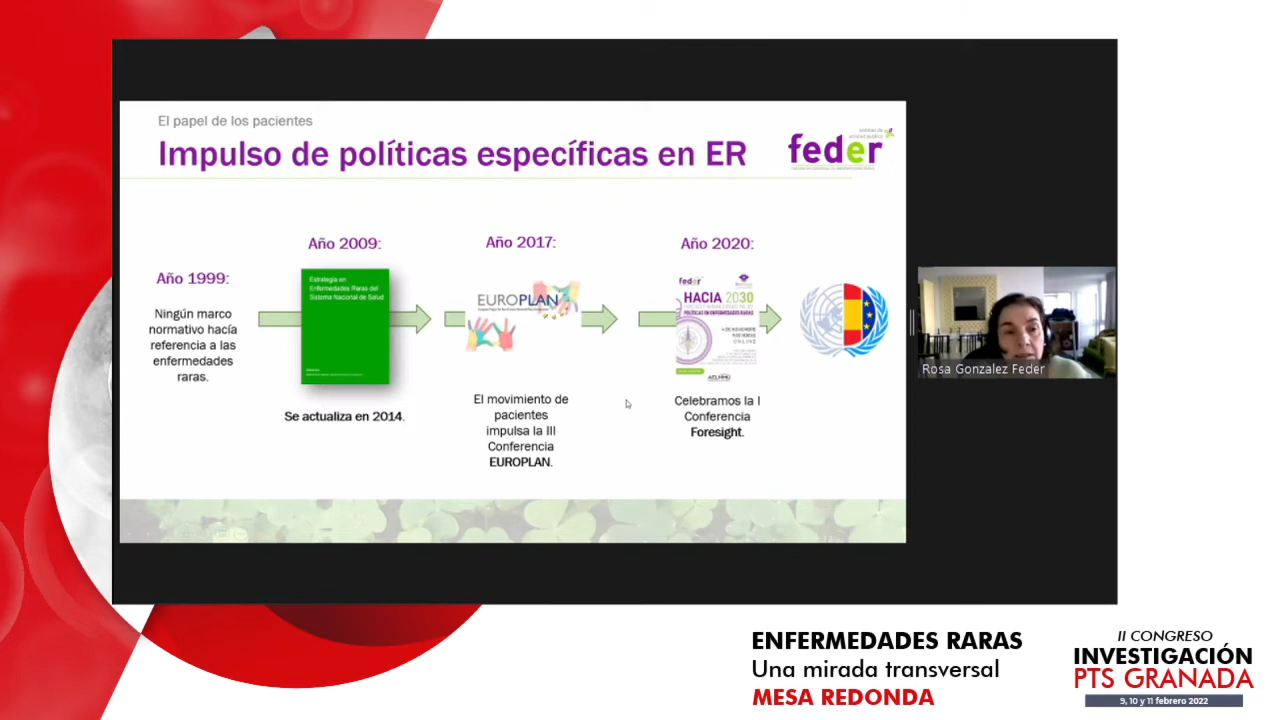 El papel de los pacientes
Impulso de políticas específicas en ER
feder
Año 1999:
Ningún marco
normativo hacía
referencia a las
enfermedades
raras.
Año 2009:
Estrategia en
Enfermedades Raras del
Sistema Nacional de Salud
Se actualiza en 2014.
Año 2017:
EUROPLAN
El movimiento de
pacientes
impulsa la III
Conferencia
EUROPLAN.
Año 2020:
feder
HACIA 2030
POLÍTICAS EN ENFERMEDADES RARAS
ONLINE
Celebramos la I
Conferencia
Foresight.
Rosa Gonzalez Feder
ENFERMEDADES RARAS
Una mirada transversal
MESA REDONDA
II CONGRESO
INVESTIGACIÓN
PTS GRANADA
9, 10 y 11 febrero 2022